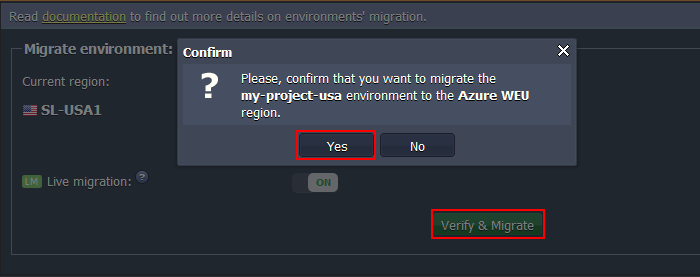 Read documentation to find out more details on environments' migration.
Migrate environment:
Confirm
Please, confirm that you want to migrate the
my-project-usa environment to the Azure WEU
region.
Yes No
Current region:
SL-USA1
LM Live migration: ?
ON
Verify & Migrate